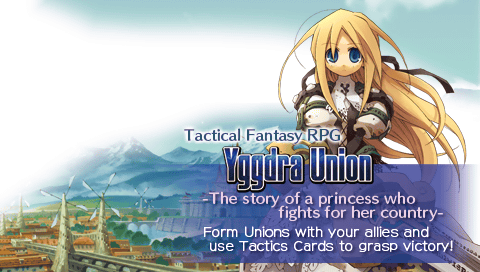 Tactical Fantasy RPG
Yggdra Union
-The story of a princess who
fights for her country-
Form Unions with your allies and
use Tactics Cards to grasp victory!